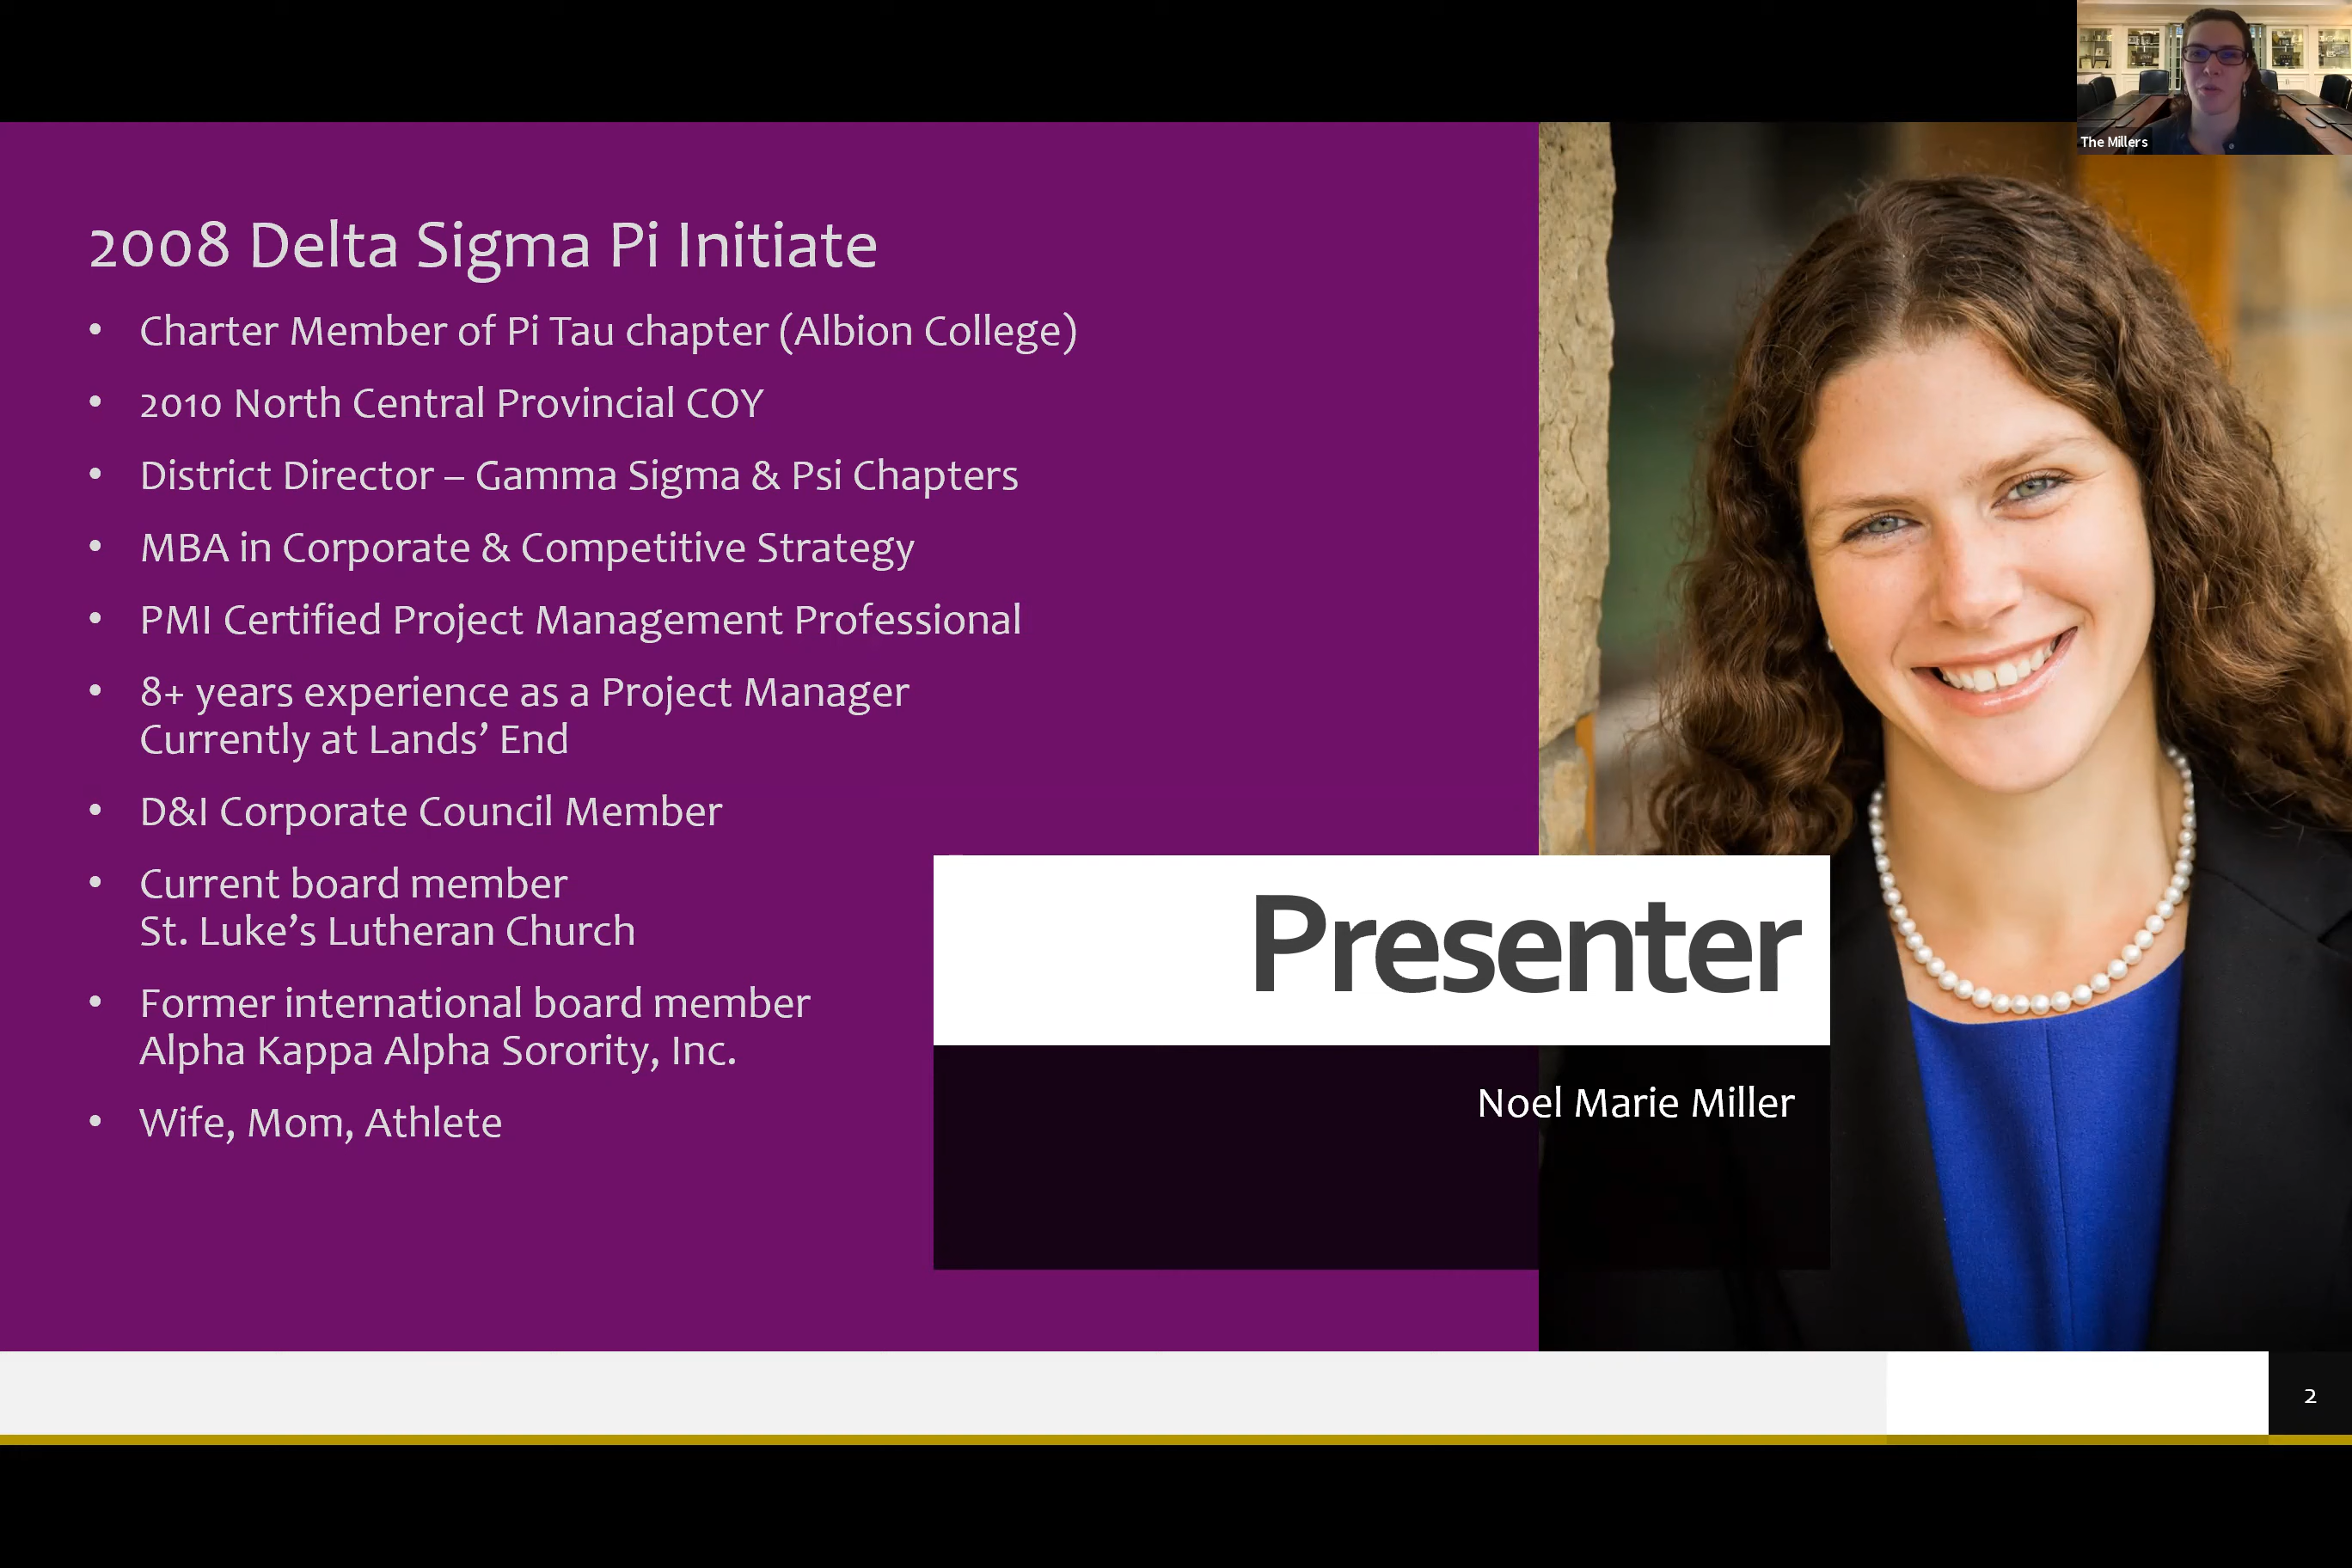 The Millers
2008 Delta Sigma Pi Initiate
• Charter Member of Pi Tau chapter (Albion College)
• 2010 North Central Provincial COY
• District Director – Gamma Sigma & Psi Chapters
• MBA in Corporate & Competitive Strategy
• PMI Certified Project Management Professional
• 8+ years experience as a Project Manager
Currently at Lands’ End
• D&I Corporate Council Member
• Current board member
St. Luke’s Lutheran Church
• Former international board member
Alpha Kappa Alpha Sorority, Inc.
• Wife, Mom, Athlete
Presenter
Noel Marie Miller
2